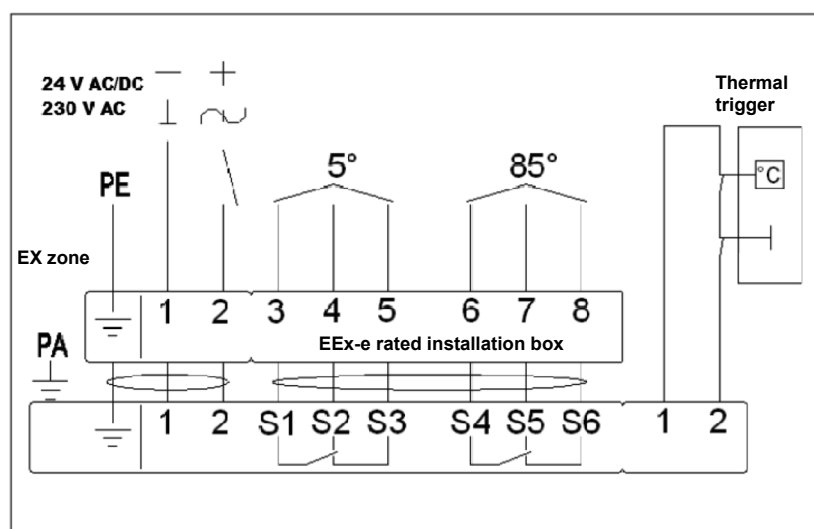 24 V AC/DC — +
230 V AC
Thermal
trigger
5° 85°
°C
PE
EX zone
1 2 3 4 5 6 7 8
EEx-e rated installation box
PA
1 2 S1 S2 S3 S4 S5 S6 1 2